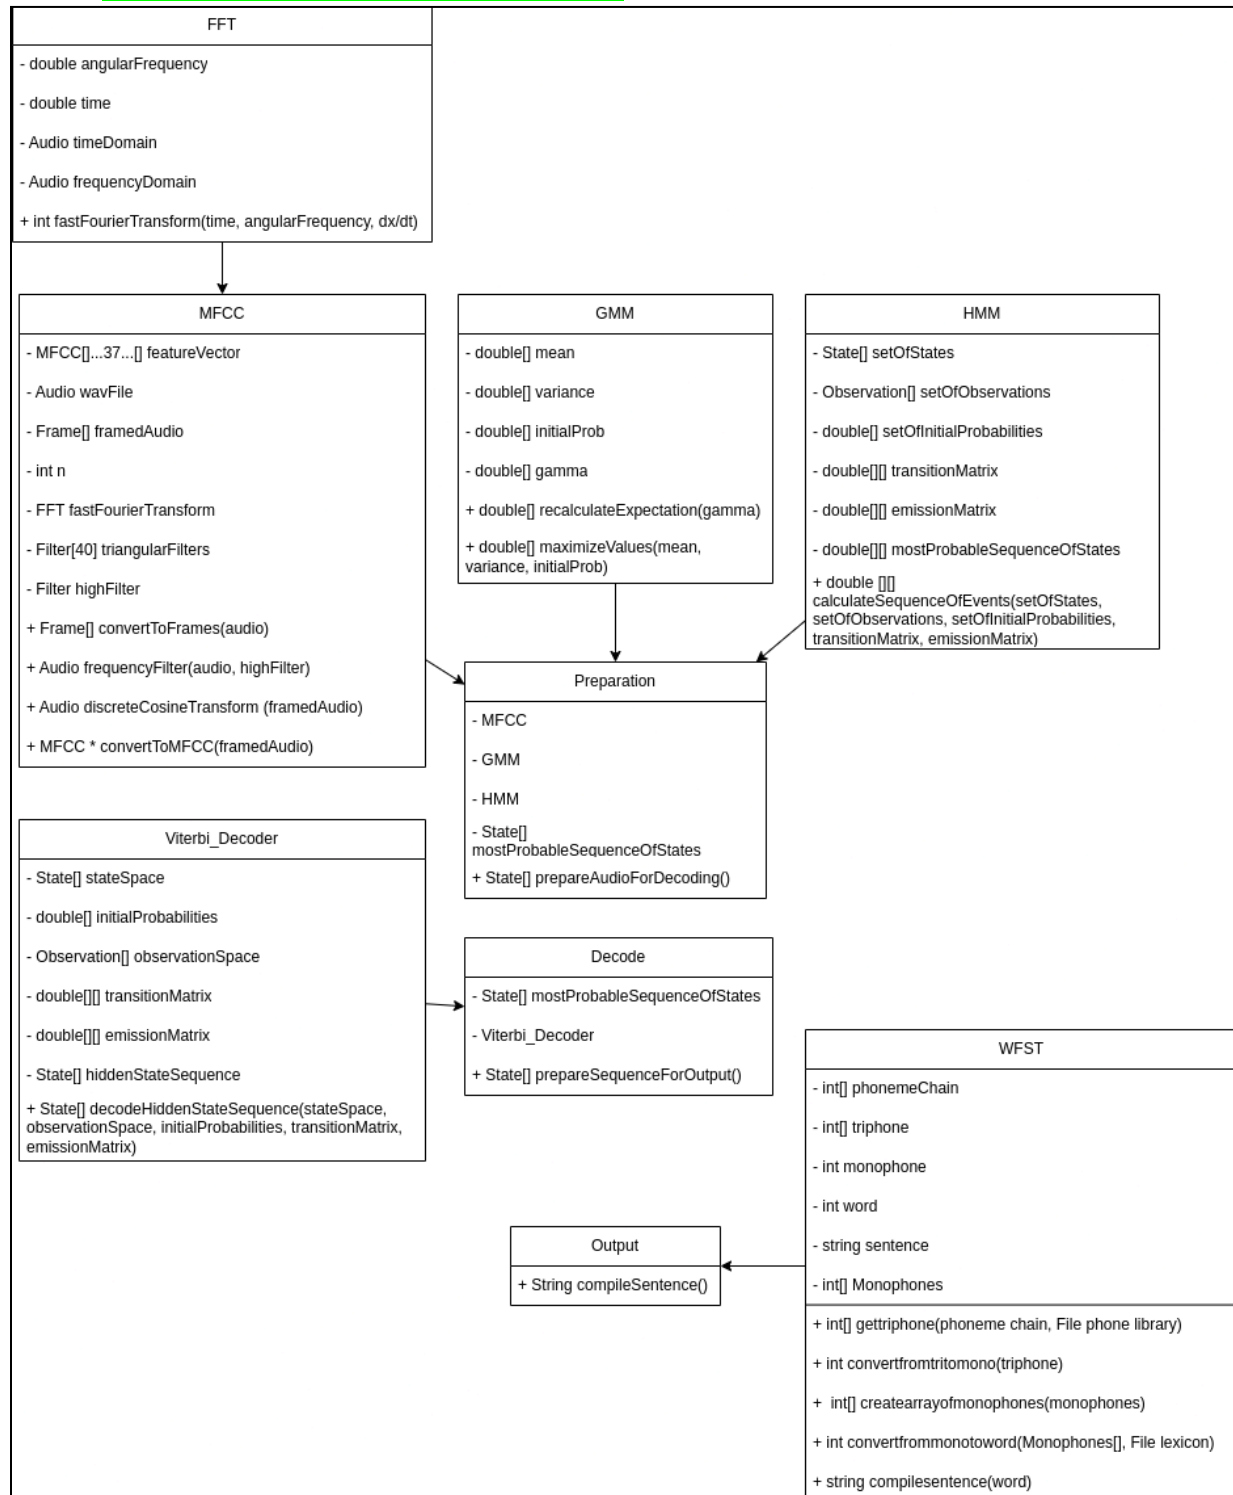 FFT
- double angularFrequency
- double time
- Audio timeDomain
- Audio frequencyDomain
+ int fastFourierTransform(time, angularFrequency, dx/dt)
MFCC
- MFCC[]...37...[] featureVector
- Audio wavFile
- Frame[] framedAudio
- int n
- FFT fastFourierTransform
- Filter[40] triangularFilters
- Filter highFilter
+ Frame[] convertToFrames(audio)
+ Audio frequencyFilter(audio, highFilter)
+ Audio discreteCosineTransform (framedAudio)
+ MFCC * convertToMFCC(framedAudio)
GMM
- double[] mean
- double[] variance
- double[] initialProb
- double[] gamma
+ double[] recalculateExpectation(gamma)
+ double[] maximizeValues(mean,
variance, initialProb)
HMM
- State[] setOfStates
- Observation[] setOfObservations
- double[] setOfInitialProbabilities
- double[][] transitionMatrix
- double[][] emissionMatrix
- double[][] mostProbableSequenceOfStates
+ double [][]
calculateSequenceOfEvents(setOfStates,
setOfObservations, setOfInitialProbabilities,
transitionMatrix, emissionMatrix)
Preparation
- MFCC
- GMM
- HMM
- State[]
mostProbableSequenceOfStates
+ State[] prepareAudioForDecoding()
Viterbi_Decoder
- State[] stateSpace
- double[] initialProbabilities
- Observation[] observationSpace
- double[][] transitionMatrix
- double[][] emissionMatrix
- State[] hiddenStateSequence
+ State[] decodeHiddenStateSequence(stateSpace,
observationSpace, initialProbabilities, transitionMatrix,
emissionMatrix)
Decode
- State[] mostProbableSequenceOfStates
- Viterbi_Decoder
+ State[] prepareSequenceForOutput()
WFST
- int[] phonemeChain
- int[] triphone
- int monophone
- int word
- string sentence
- int[] Monophones
+ int[] gettriphone(phoneme chain, File phone library)
+ int convertfromtritomono(triphone)
+ int[] createarrayofmonophones(monophones)
+ int convertfrommonotoword(Monophones[], File lexicon)
+ string compilesentence(word)
Output
+ String compileSentence()